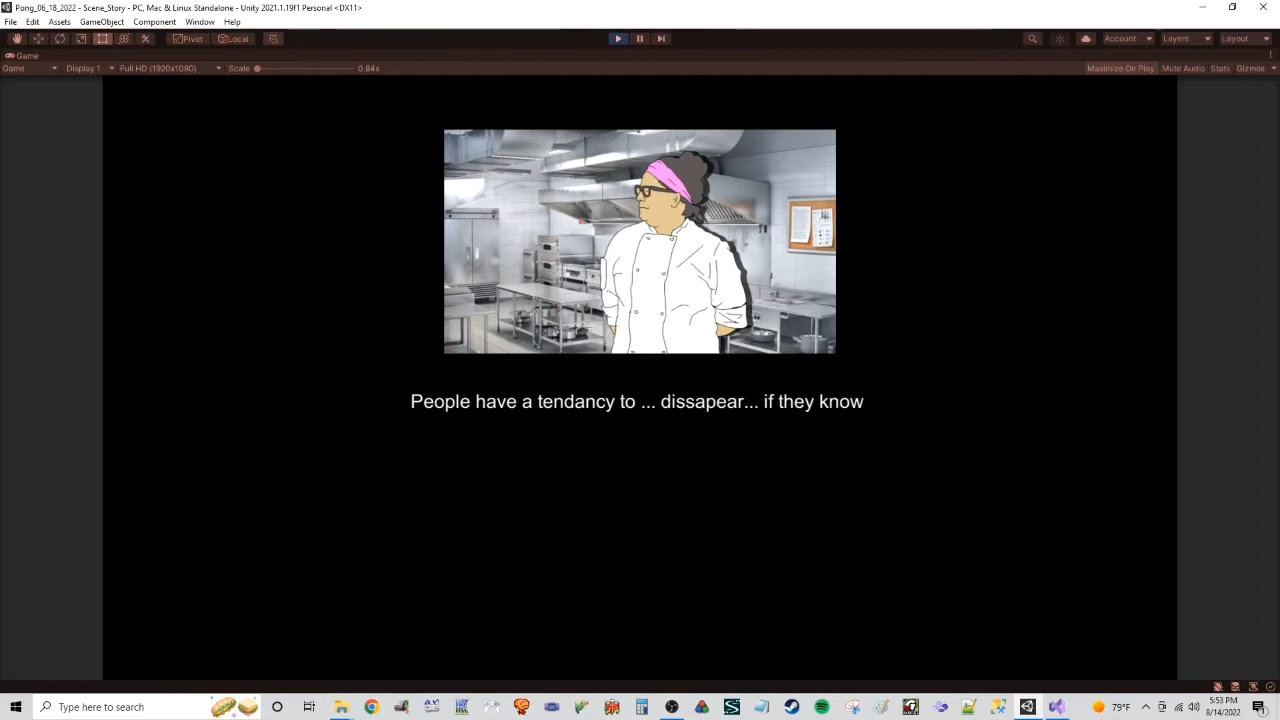 Pong_06_18_2022 - Scene_Story - PC, Mac & Linux Standalone - Unity 2021.1.19f1 Personal <DX11>
File Edit Assets GameObject Component Window Help
Pivot Local Account Layers Layout
Game
Game Display 1 Full HD (1920x1080) Scale 0.84x Maximize On Play Mute Audio Stats Gizmos
People have a tendancy to ... dissapear... if they know
Type here to search
79°F
5:53 PM
8/14/2022